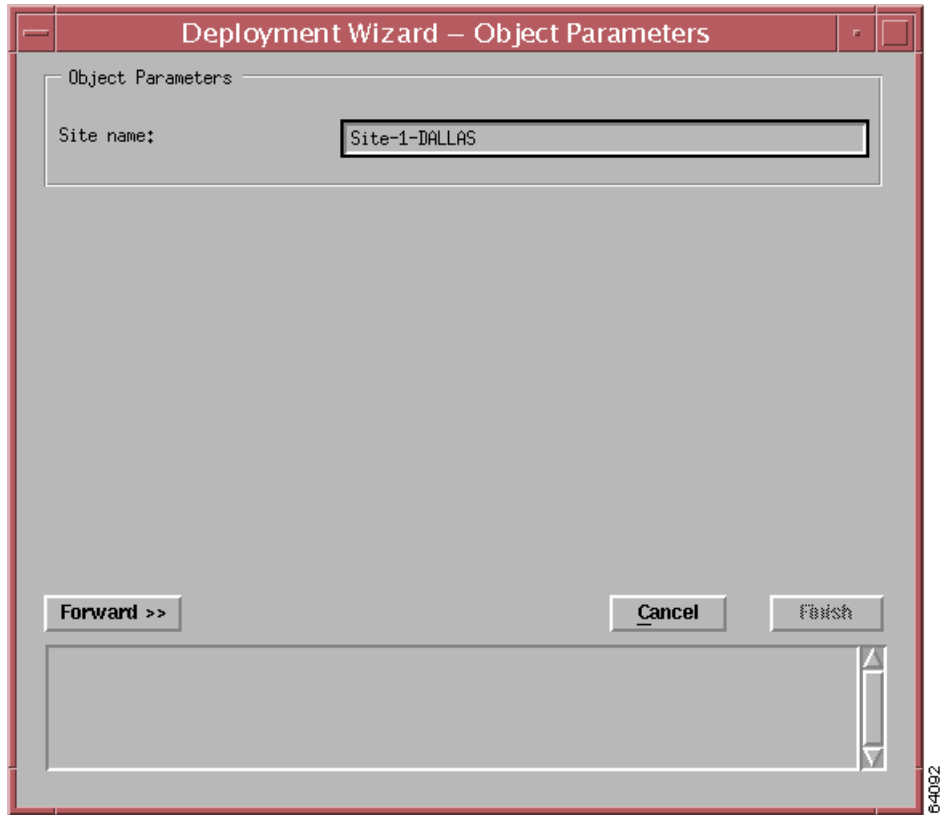 Deployment Wizard – Object Parameters
Object Parameters
Site name:
Site-1-DALLAS
Forward >>
Cancel
Finish
64092